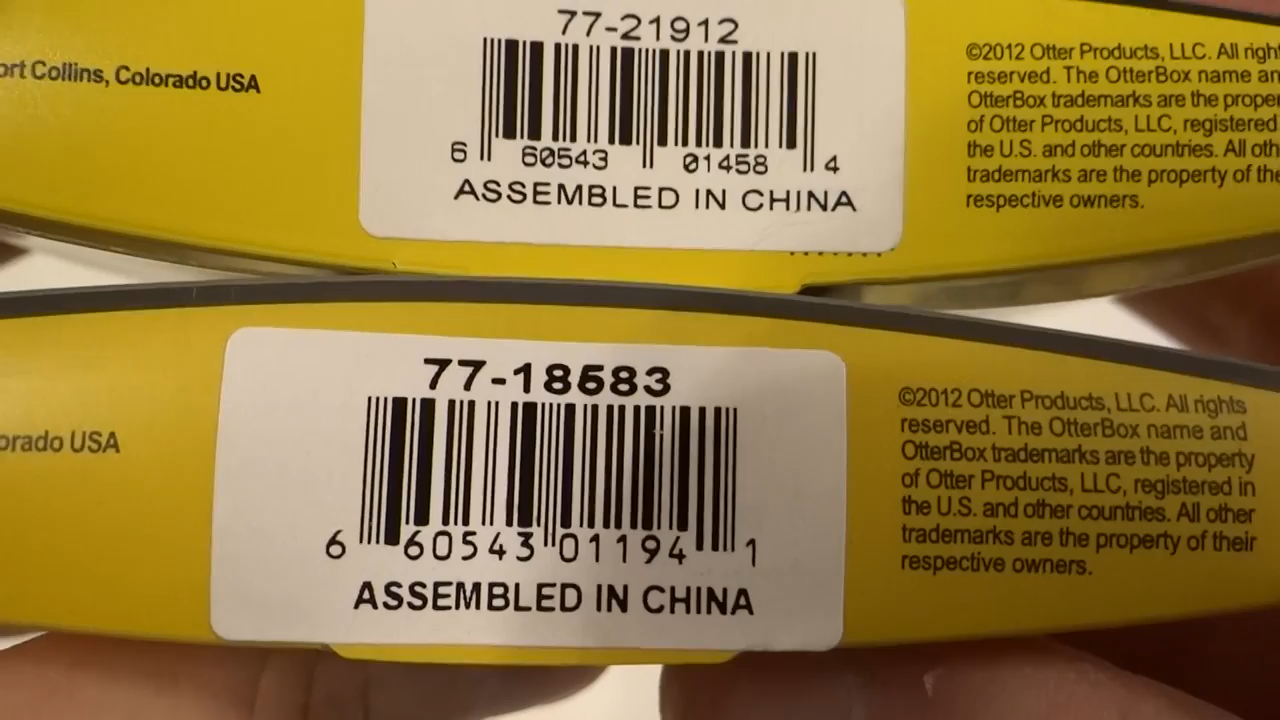 77-21912
ort Collins, Colorado USA
6 60543 01458 4
ASSEMBLED IN CHINA
©2012 Otter Products, LLC. All righ
reserved. The OtterBox name an
OtterBox trademarks are the proper
of Otter Products, LLC, registered
the U.S. and other countries. All oth
trademarks are the property of the
respective owners.
77-18583
orado USA
6 60543 01194 1
ASSEMBLED IN CHINA
©2012 Otter Products, LLC. All rights
reserved. The OtterBox name and
OtterBox trademarks are the property
of Otter Products, LLC, registered in
the U.S. and other countries. All other
trademarks are the property of their
respective owners.